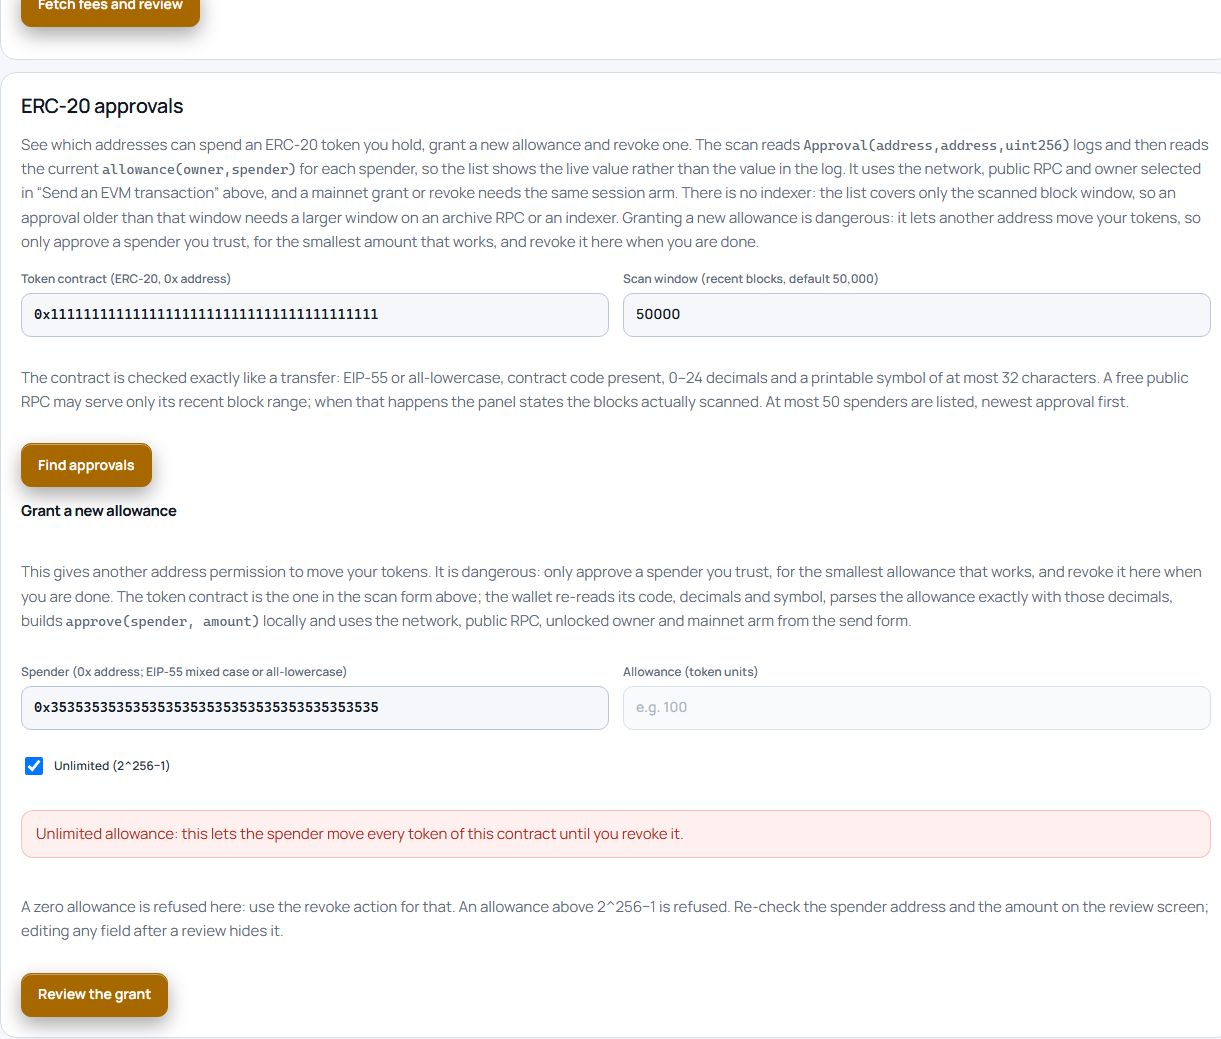 Fetch fees and review
ERC-20 approvals
See which addresses can spend an ERC-20 token you hold, grant a new allowance and revoke one. The scan reads Approval(address,address,uint256) logs and then reads
the current allowance(owner,spender) for each spender, so the list shows the live value rather than the value in the log. It uses the network, public RPC and owner selected
in “Send an EVM transaction” above, and a mainnet grant or revoke needs the same session arm. There is no indexer: the list covers only the scanned block window, so an
approval older than that window needs a larger window on an archive RPC or an indexer. Granting a new allowance is dangerous: it lets another address move your tokens, so
only approve a spender you trust, for the smallest amount that works, and revoke it here when you are done.
Token contract (ERC-20, 0x address)
Scan window (recent blocks, default 50,000)
0x1111111111111111111111111111111111111111
50000
The contract is checked exactly like a transfer: EIP-55 or all-lowercase, contract code present, 0–24 decimals and a printable symbol of at most 32 characters. A free public
RPC may serve only its recent block range; when that happens the panel states the blocks actually scanned. At most 50 spenders are listed, newest approval first.
Find approvals
Grant a new allowance
This gives another address permission to move your tokens. It is dangerous: only approve a spender you trust, for the smallest allowance that works, and revoke it here when
you are done. The token contract is the one in the scan form above; the wallet re-reads its code, decimals and symbol, parses the allowance exactly with those decimals,
builds approve(spender, amount) locally and uses the network, public RPC, unlocked owner and mainnet arm from the send form.
Spender (0x address; EIP-55 mixed case or all-lowercase)
Allowance (token units)
0x3535353535353535353535353535353535353535
e.g. 100
Unlimited (2^256−1)
Unlimited allowance: this lets the spender move every token of this contract until you revoke it.
A zero allowance is refused here: use the revoke action for that. An allowance above 2^256−1 is refused. Re-check the spender address and the amount on the review screen;
editing any field after a review hides it.
Review the grant